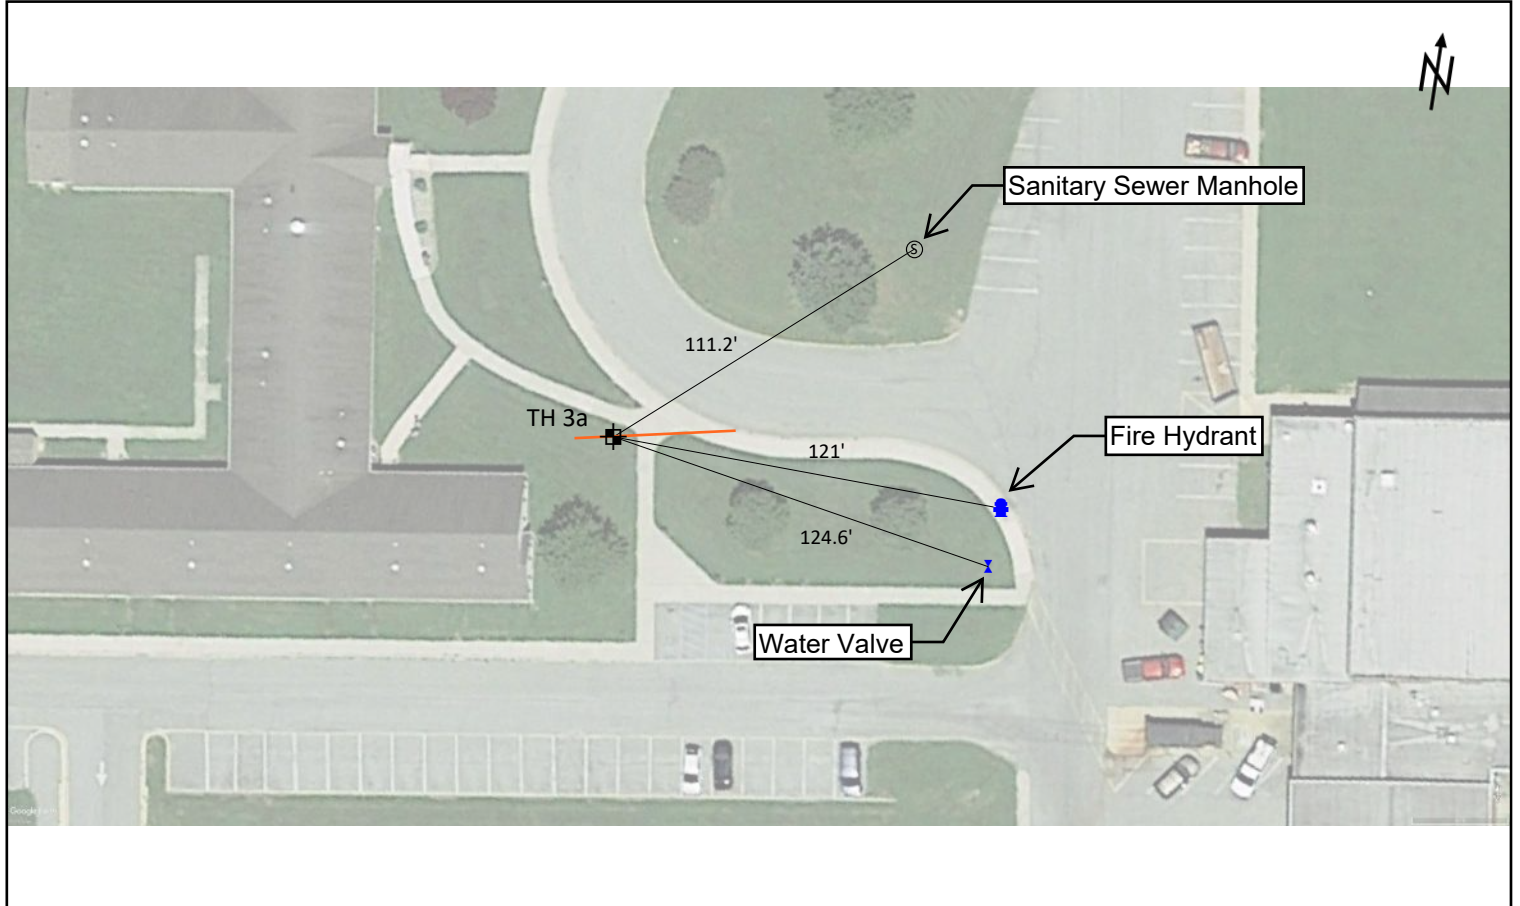 N
Sanitary Sewer Manhole
S
111.2'
TH 3a
Fire Hydrant
121'
124.6'
Water Valve